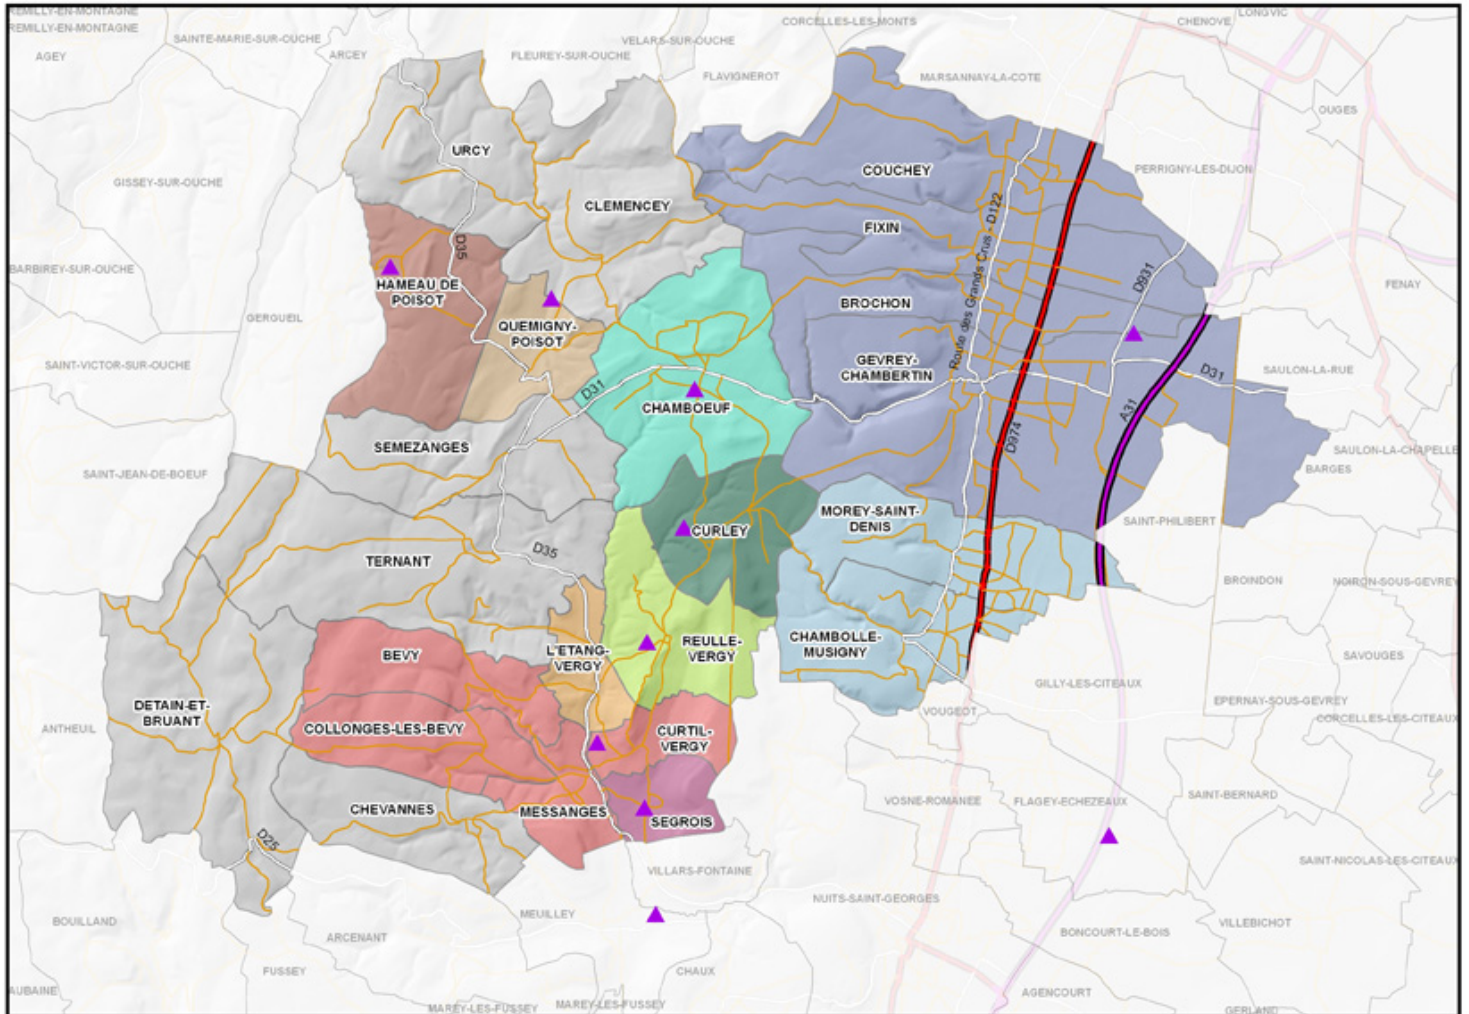 REMILLY-EN-MONTAGNE
REMILLY-EN-MONTAGNE
SAINTE-MARIE-SUR-OUCHE
AGEY
ARCEY
FLEUREY-SUR-OUCHE
VELARS-SUR-OUCHE
FLAVIGNEROT
CORCELLES-LES-MONTS
MARSANNAY-LA-COTE
CHENOVE
LONGVIC
OUGES
PERRIGNY-LES-DIJON
GISSEY-SUR-OUCHE
URCY
CLEMENCEY
COUCHEY
FIXIN
Route des Grands Crus - D122
D35
BARBIREY-SUR-OUCHE
HAMEAU DE
POISOT
GERGUEIL
QUEMIGNY-
POISOT
BROCHON
D931
FENAY
SAINT-VICTOR-SUR-OUCHE
GEVREY-
CHAMBERTIN
D31
D31
SAULON-LA-RUE
CHAMBOEUF
A31
D974
SEMEZANGES
SAINT-JEAN-DE-BOEUF
SAULON-LA-CHAPELLE
BARGES
MOREY-SAINT-
DENIS
SAINT-PHILIBERT
CURLEY
D35
TERNANT
BROINDON
NOIRON-SOUS-GEVREY
BEVY
L'ETANG-
VERGY
REULLE-
VERGY
CHAMBOLLE-
MUSIGNY
SAVOUGES
GILLY-LES-CITEAUX
EPERNAY-SOUS-GEVREY
CORCELLES-LES-CITEAUX
DETAIN-ET-
BRUANT
VOUGEOT
ANTHEUIL
COLLONGES-LES-BEVY
CURTIL-
VERGY
CHEVANNES
MESSANGES
SEGROIS
VOSNE-ROMANEE
FLAGEY-ECHEZEAUX
SAINT-BERNARD
D25
VILLARS-FONTAINE
SAINT-NICOLAS-LES-CITEAUX
NUITS-SAINT-GEORGES
BOUILLAND
MEUILLEY
ARCENANT
BONCOURT-LE-BOIS
VILLEBICHOT
FUSSEY
CHAUX
AUBAINE
MAREY-LES-FUSSEY
MAREY-LES-FUSSEY
AGENCOURT
GERLAND